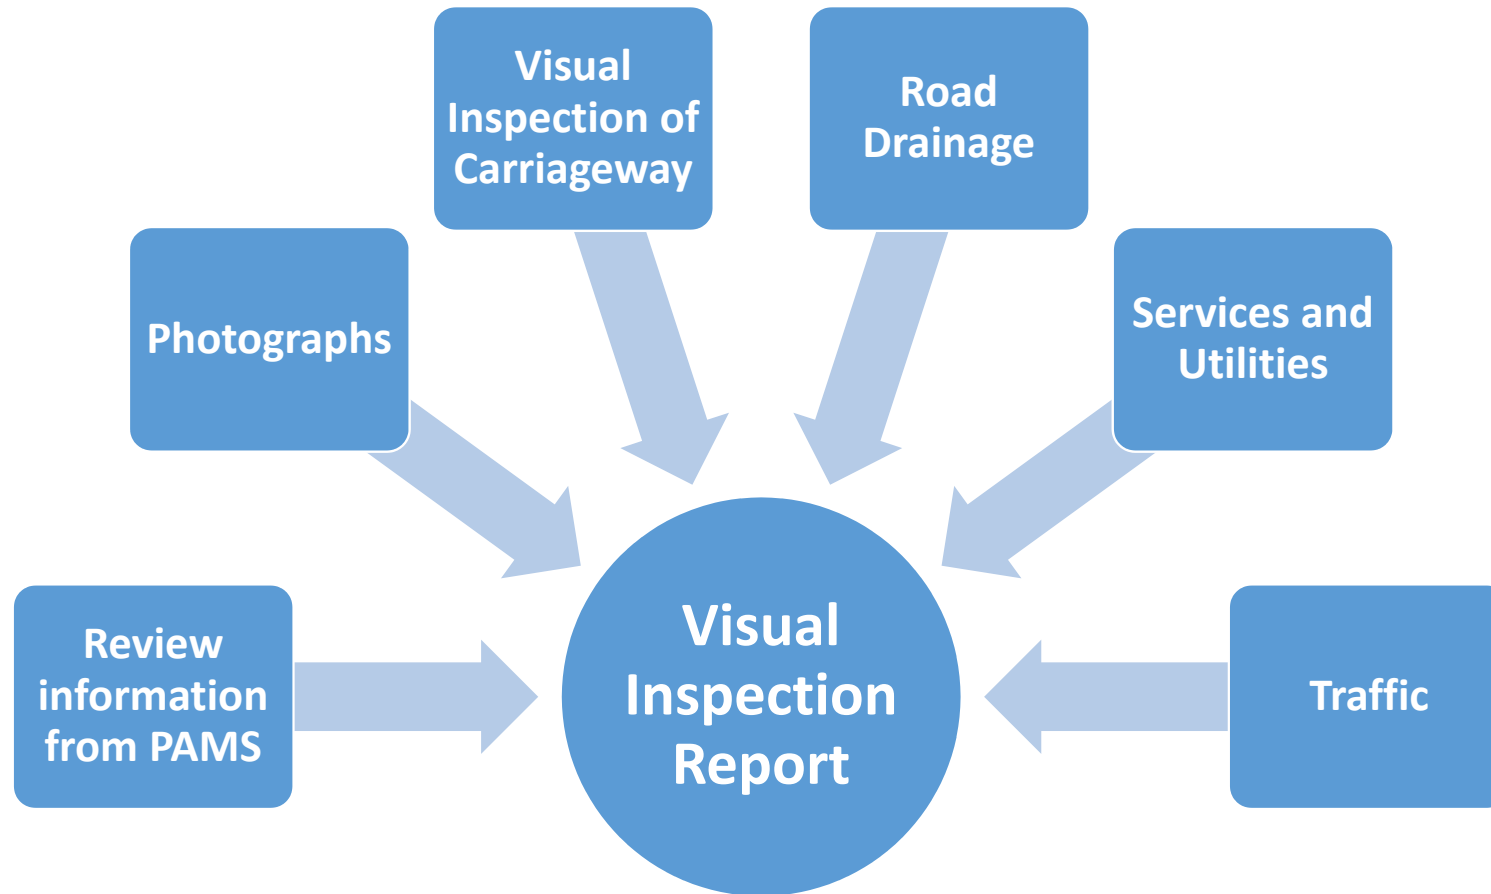 Visual
Inspection of
Carriageway
Road
Drainage
Photographs
Services and
Utilities
Review
information
from PAMS
Visual
Inspection
Report
Traffic